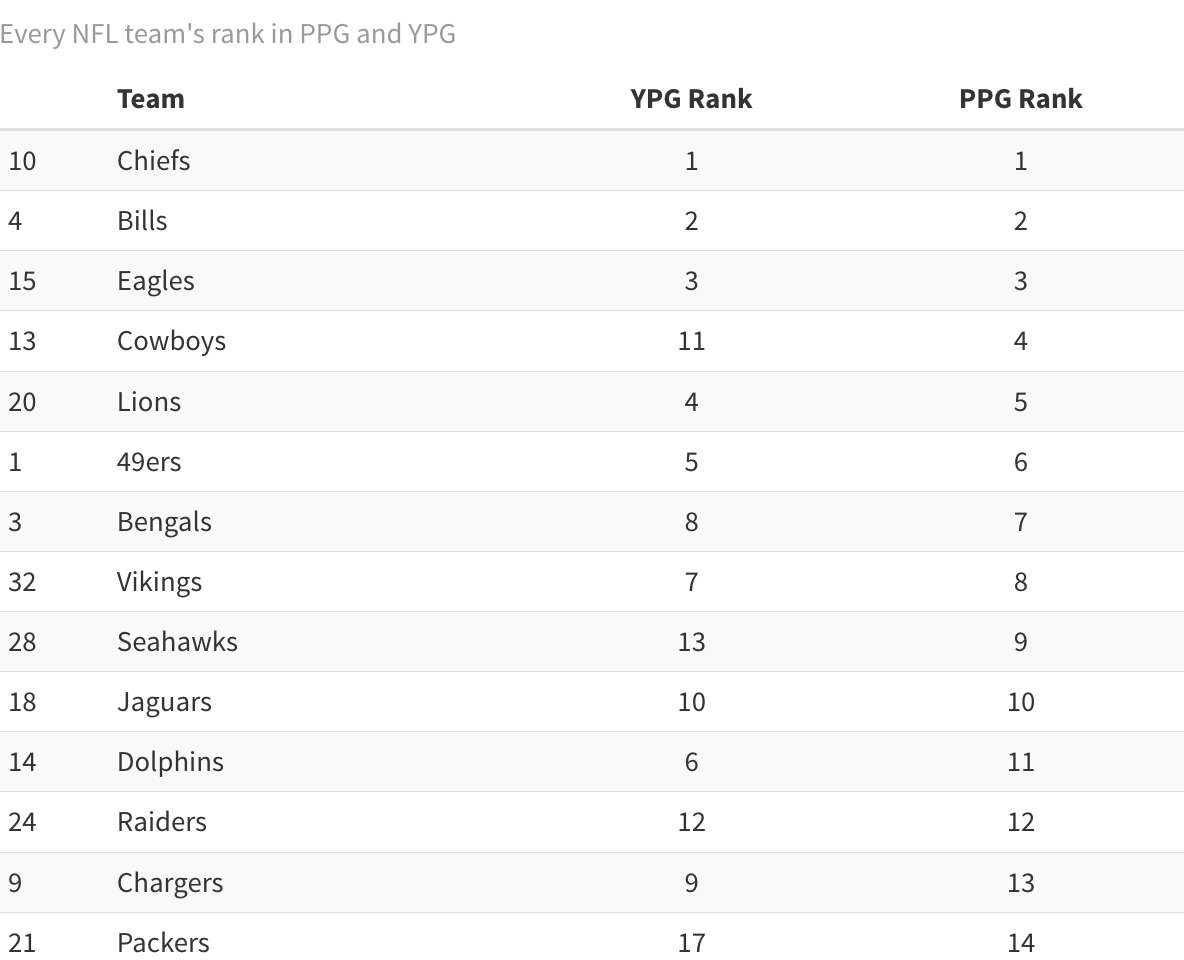 Every NFL team's rank in PPG and YPG
Team YPG Rank PPG Rank
10 Chiefs 1 1
4 Bills 2 2
15 Eagles 3 3
13 Cowboys 11 4
20 Lions 4 5
1 49ers 5 6
3 Bengals 8 7
32 Vikings 7 8
28 Seahawks 13 9
18 Jaguars 10 10
14 Dolphins 6 11
24 Raiders 12 12
9 Chargers 9 13
21 Packers 17 14